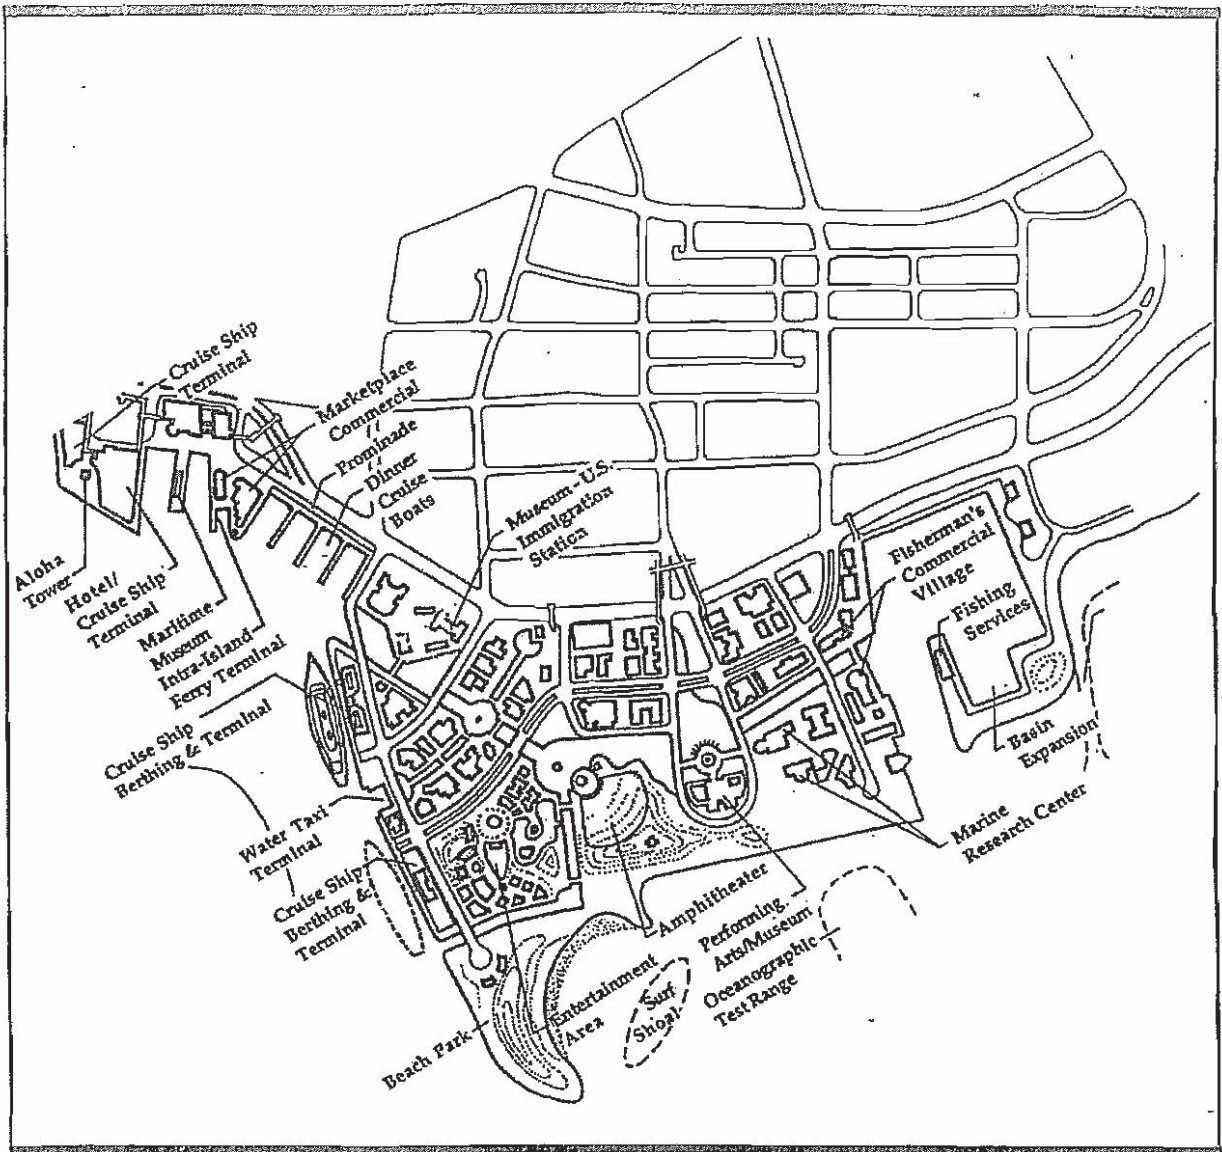 Cruise Ship
Terminal
Marketplace
Commercial
"
Prominade
"
Dinner
Cruise
Boats
Museum - U.S.
Immigration
Station
Aloha
Tower
Hotel/
Cruise Ship
Terminal
Maritime
Museum
Intra-Island
Ferry Terminal
Cruise Ship
Berthing & Terminal
Water Taxi
Terminal
Cruise Ship
Berthing &
Terminal
Beach Park
Entertainment
Area
Surf
Shoal
Amphitheater
Performing
Arts/Museum
Oceanographic
Test Range
Marine
Research Center
Basin
Expansion
Fishing
Services
Fisherman's
Commercial
Village